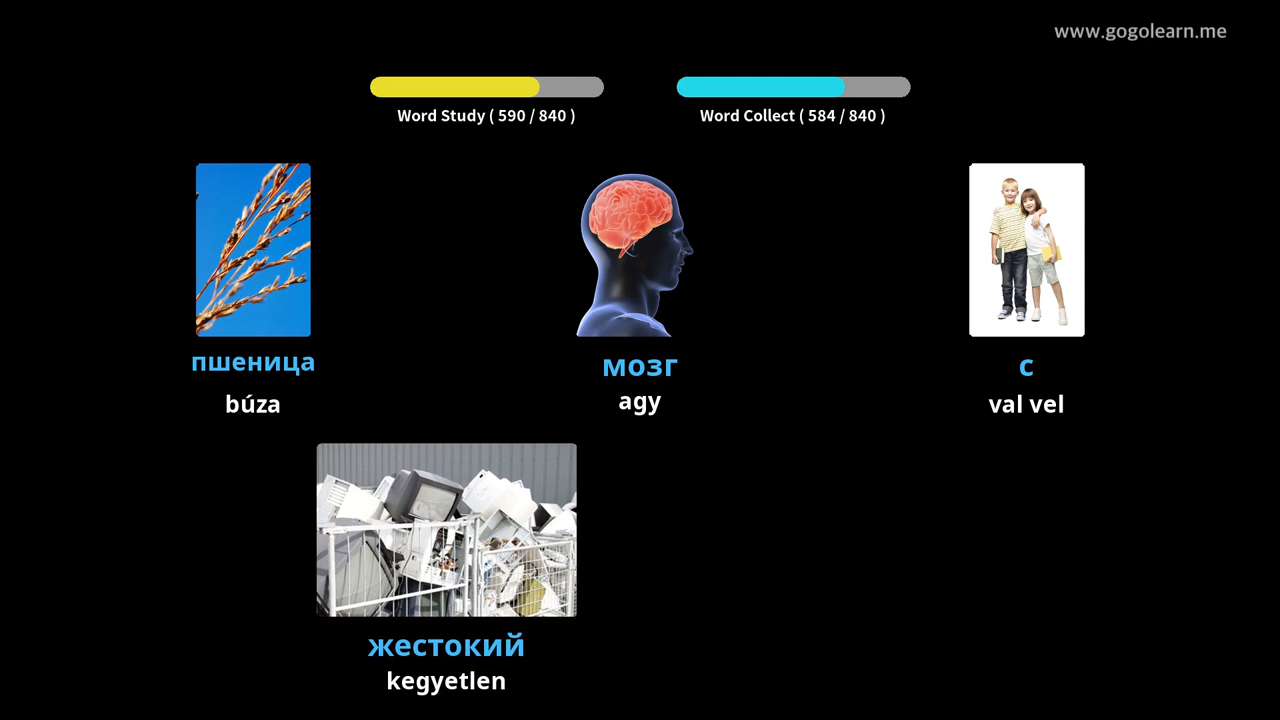 www.gogolearn.me
Word Study ( 590 / 840 )
Word Collect ( 584 / 840 )
пшеница
búza
мозг
agy
с
val vel
жестокий
kegyetlen